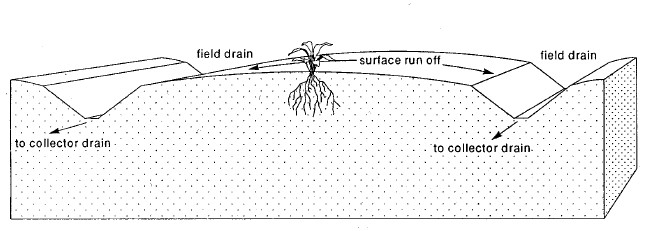 field drain
surface run off
field drain
to collector drain
to collector drain